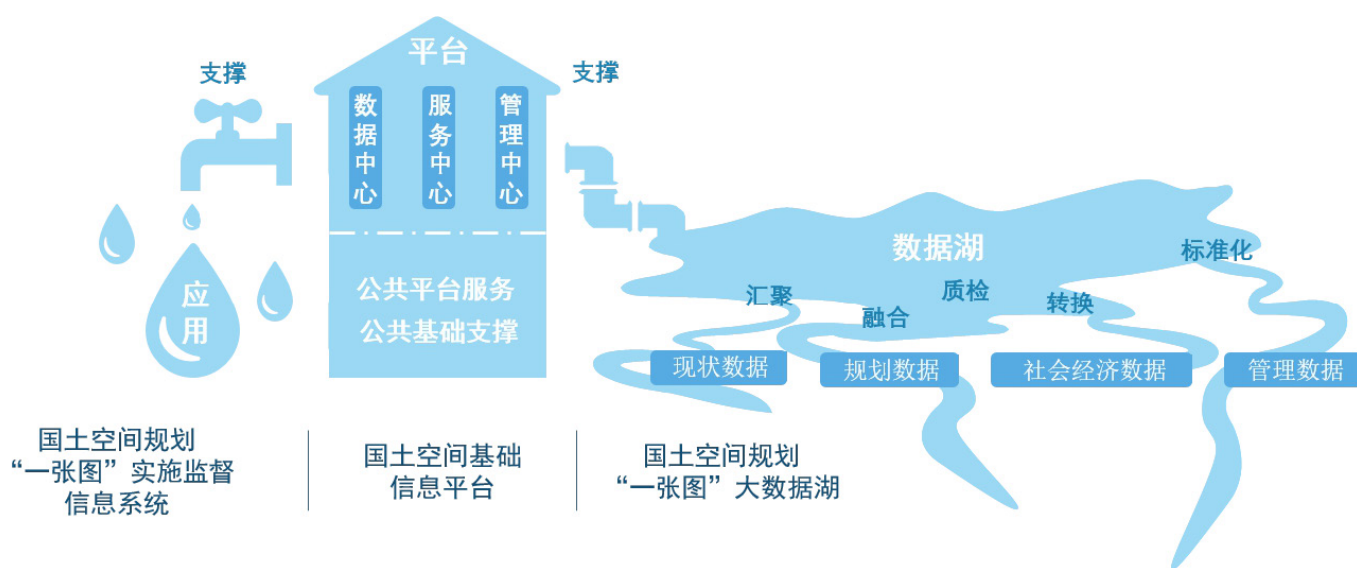 平台
支撑
支撑
数据中心
服务中心
管理中心
数据湖
标准化
质检
汇聚
转换
融合
应用
公共平台服务
公共基础支撑
现状数据
规划数据
社会经济数据
管理数据
国土空间规划
“一张图”实施监督
信息系统
国土空间基础
信息平台
国土空间规划
“一张图”大数据湖